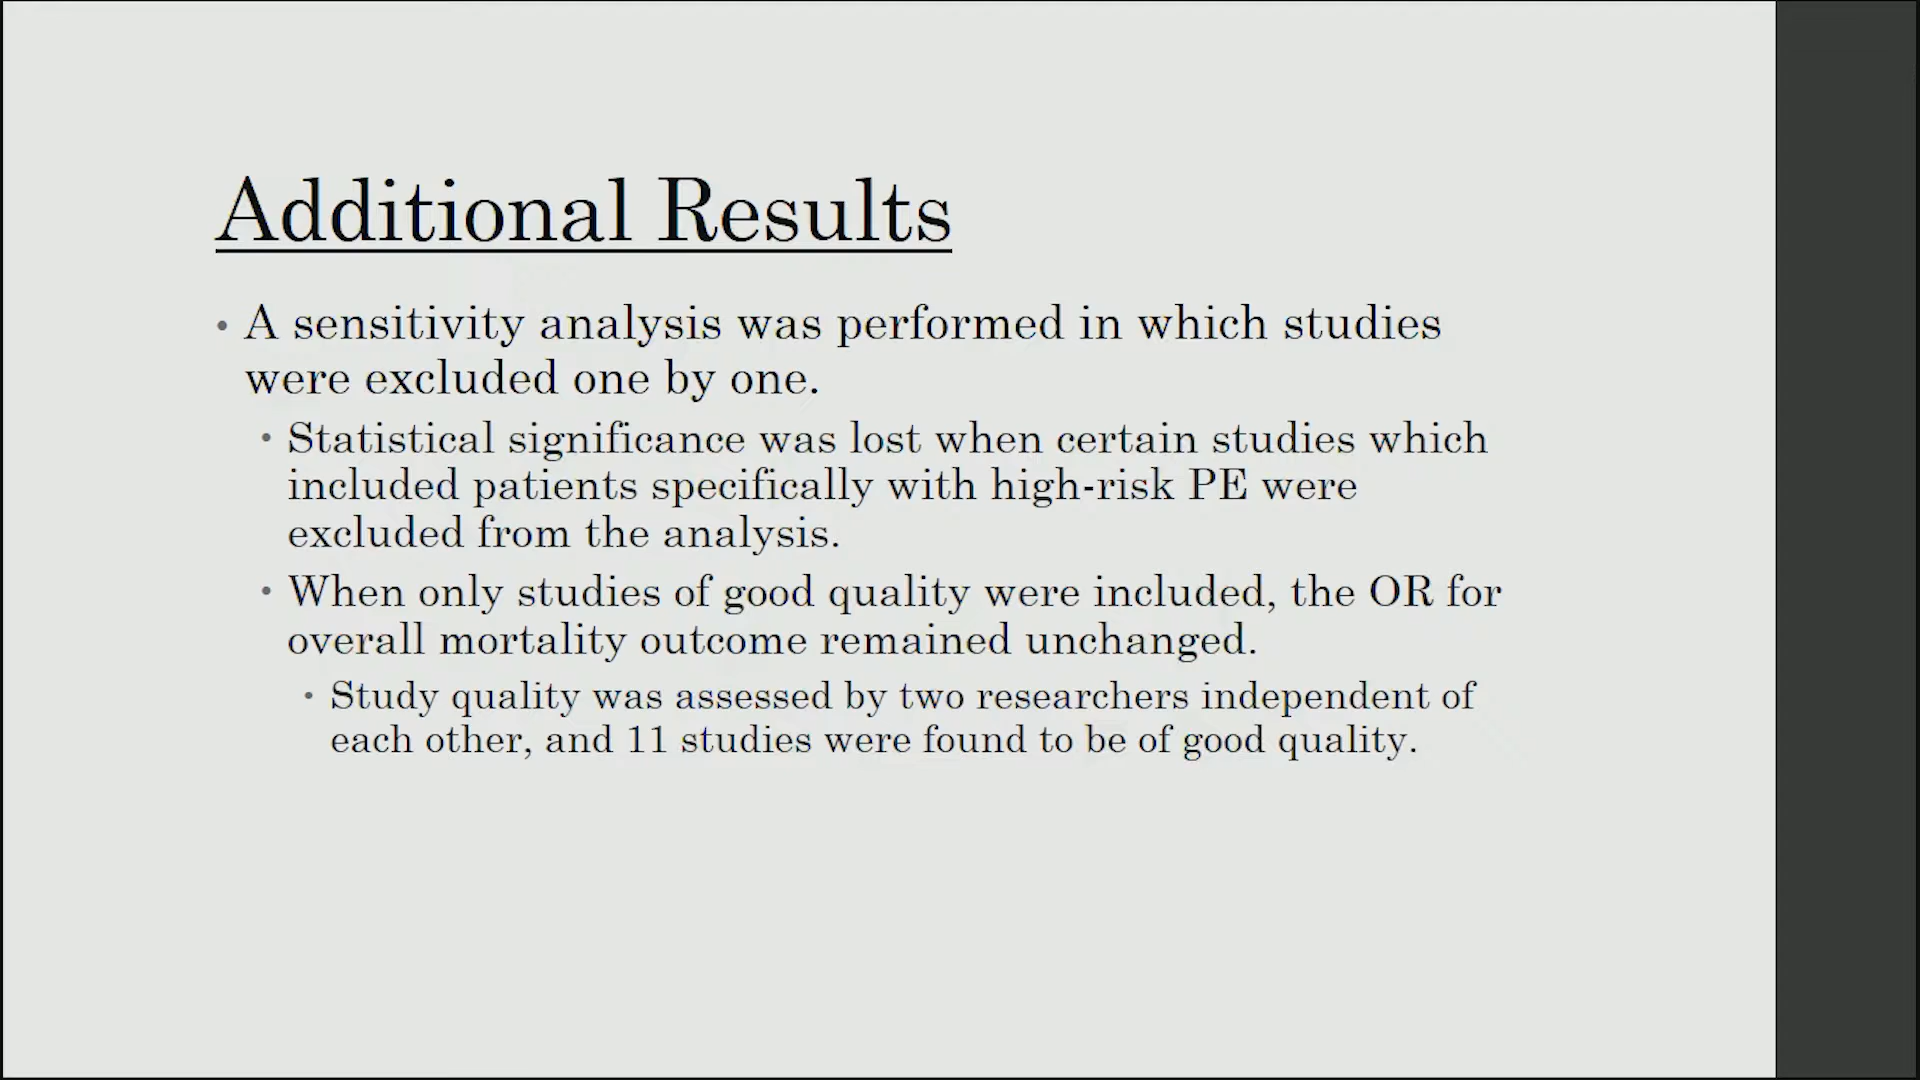 Additional Results
• A sensitivity analysis was performed in which studies
were excluded one by one.
• Statistical significance was lost when certain studies which
included patients specifically with high-risk PE were
excluded from the analysis.
• When only studies of good quality were included, the OR for
overall mortality outcome remained unchanged.
• Study quality was assessed by two researchers independent of
each other, and 11 studies were found to be of good quality.